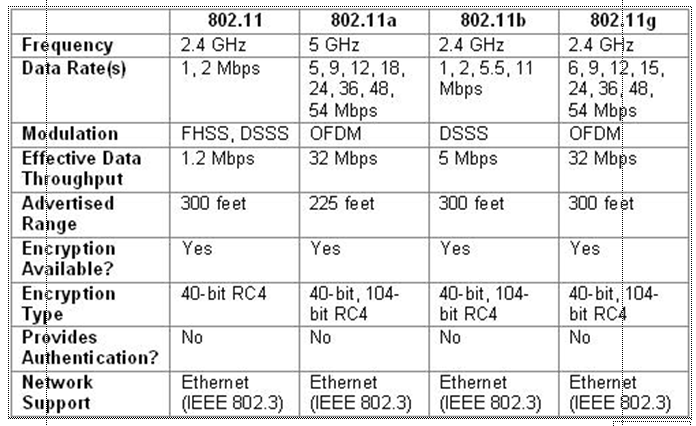 802.11 802.11a 802.11b 802.11g
Frequency 2.4 GHz 5 GHz 2.4 GHz 2.4 GHz
Data Rate(s) 1, 2 Mbps 5, 9, 12, 18, 1, 2, 5.5, 11 6, 9, 12, 15,
24, 36, 48, Mbps 24, 36, 48,
54 Mbps 54 Mbps
Modulation FHSS, DSSS OFDM DSSS OFDM
Effective Data 1.2 Mbps 32 Mbps 5 Mbps 32 Mbps
Throughput
Advertised 300 feet 225 feet 300 feet 300 feet
Range
Encryption Yes Yes Yes Yes
Available?
Encryption 40-bit RC4 40-bit, 104- 40-bit, 104- 40-bit, 104-
Type bit RC4 bit RC4 bit RC4
Provides No No No No
Authentication?
Network Ethernet Ethernet Ethernet Ethernet
Support (IEEE 802.3) (IEEE 802.3) (IEEE 802.3) (IEEE 802.3)